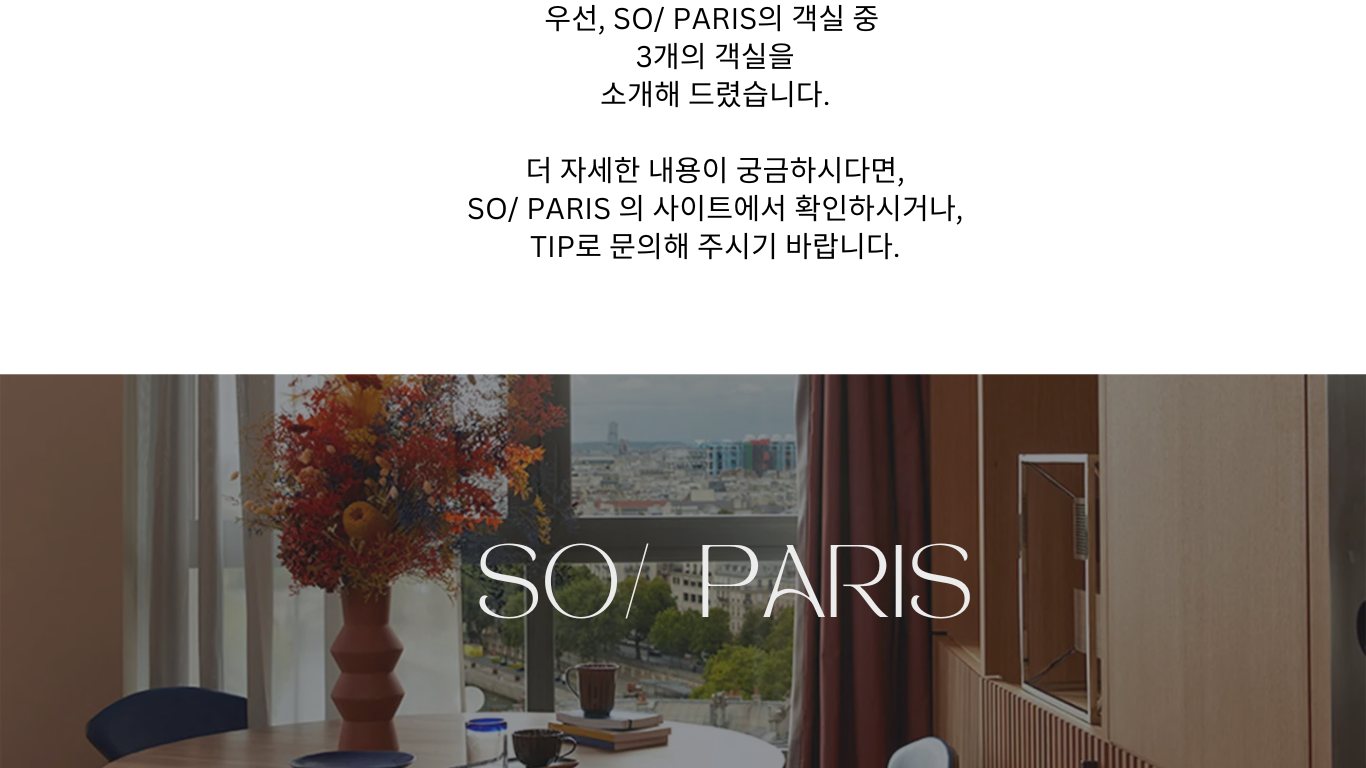 우선, SO/ PARIS의 객실 중
3개의 객실을
소개해 드렸습니다.
더 자세한 내용이 궁금하시다면,
SO/ PARIS 의 사이트에서 확인하시거나,
TIP로 문의해 주시기 바랍니다.
SO/ PARIS